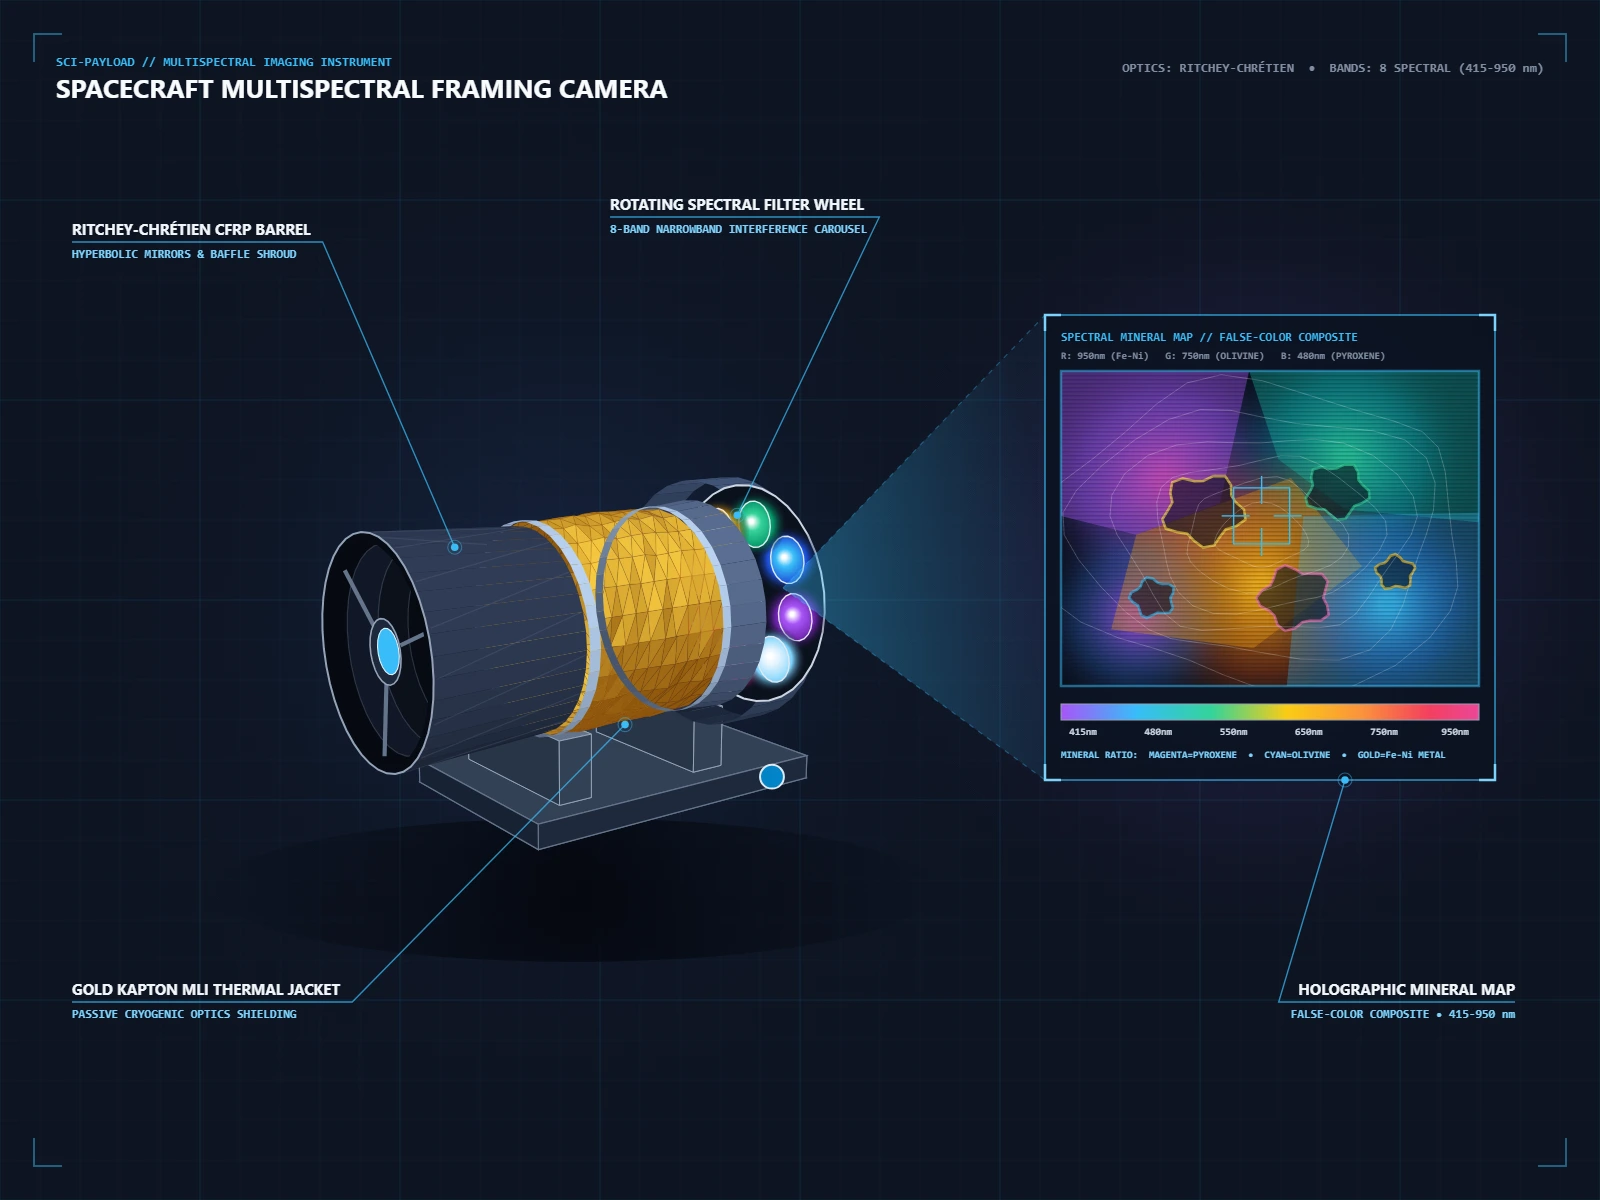 SCI-PAYLOAD // MULTISPECTRAL IMAGING INSTRUMENT
SPACECRAFT MULTISPECTRAL FRAMING CAMERA
OPTICS: RITCHEY-CHRÉTIEN ● BANDS: 8 SPECTRAL (415-950 nm)
ROTATING SPECTRAL FILTER WHEEL
8-BAND NARROWBAND INTERFERENCE CAROUSEL
RITCHEY-CHRÉTIEN CFRP BARREL
HYPERBOLIC MIRRORS & BAFFLE SHROUD
SPECTRAL MINERAL MAP // FALSE-COLOR COMPOSITE
R: 950nm (Fe-Ni) G: 750nm (OLIVINE) B: 480nm (PYROXENE)
415nm 480nm 550nm 650nm 750nm 950nm
MINERAL RATIO: MAGENTA=PYROXENE ● CYAN=OLIVINE ● GOLD=Fe-Ni METAL
GOLD KAPTON MLI THERMAL JACKET
PASSIVE CRYOGENIC OPTICS SHIELDING
HOLOGRAPHIC MINERAL MAP
FALSE-COLOR COMPOSITE ● 415-950 nm